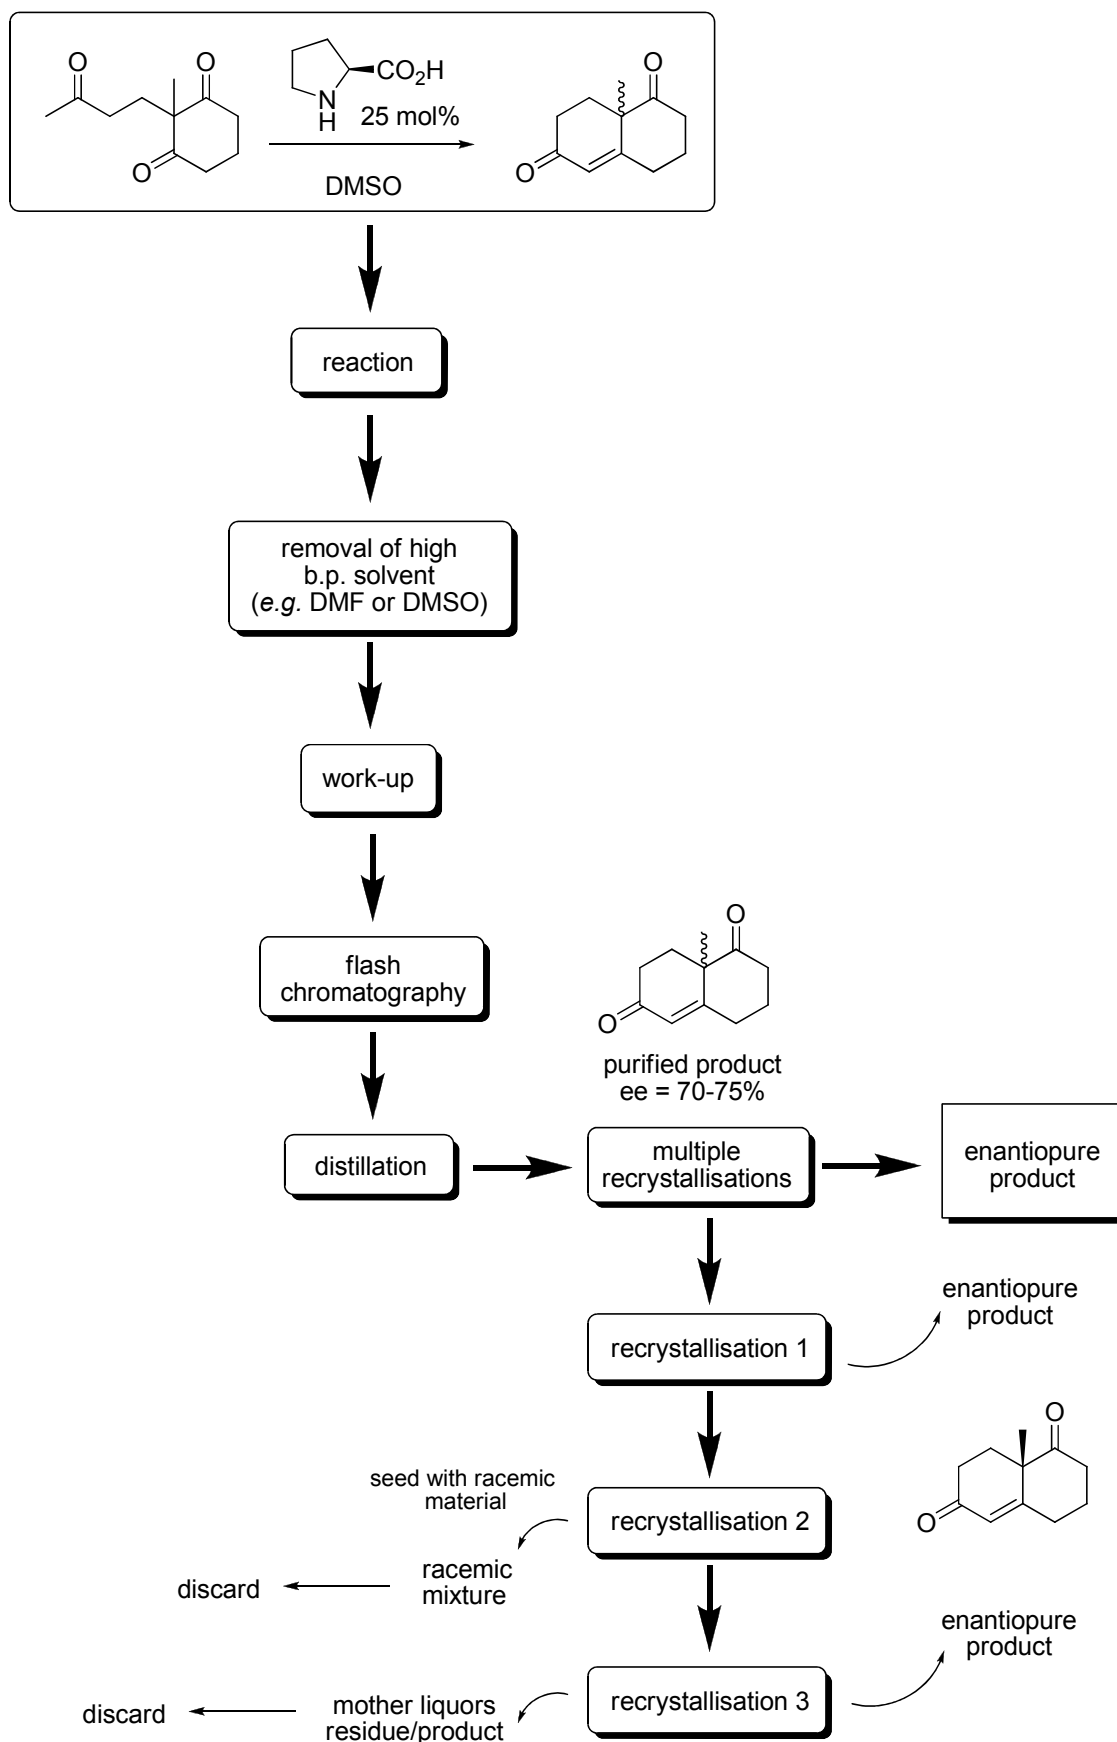 O
O
O
N
H
CO2H
25 mol%
DMSO
O
O
reaction
removal of high
b.p. solvent
(e.g. DMF or DMSO)
work-up
flash
chromatography
O
O
purified product
ee = 70-75%
distillation
multiple
recrystallisations
enantiopure
product
recrystallisation 1
enantiopure
product
O
O
seed with racemic
material
recrystallisation 2
racemic
mixture
discard
enantiopure
product
recrystallisation 3
mother liquors
residue/product
discard